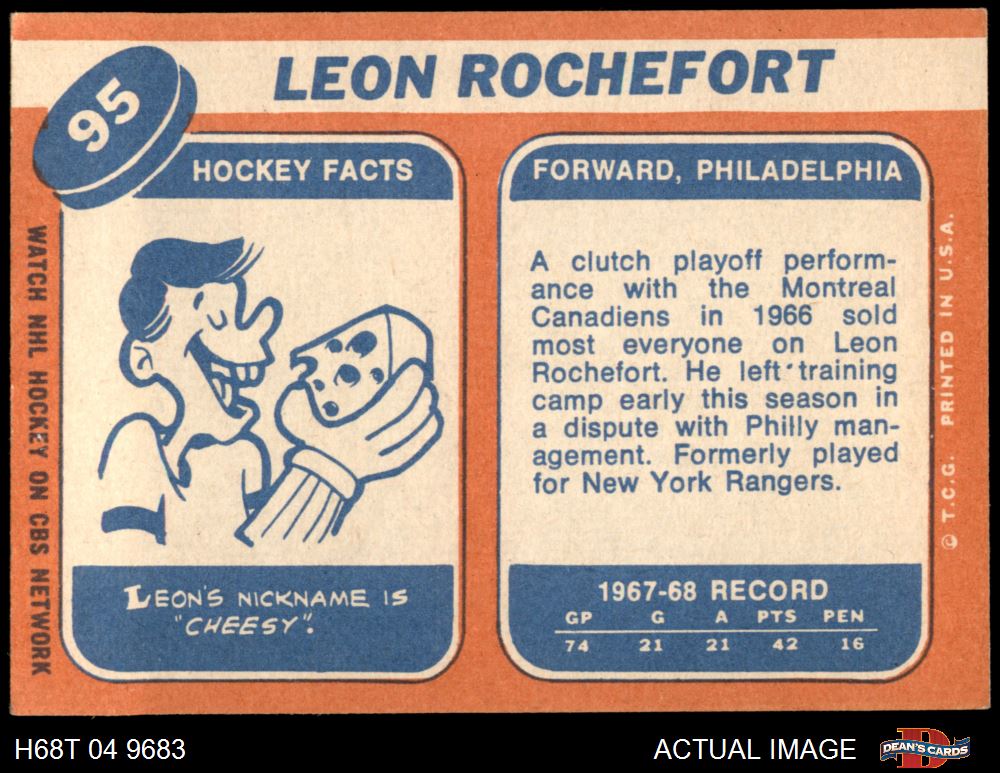 LEON ROCHEFORT
95
HOCKEY FACTS
LEON'S NICKNAME IS
"CHEESY".
FORWARD, PHILADELPHIA
A clutch playoff perform-
ance with the Montreal
Canadiens in 1966 sold
most everyone on Leon
Rochefort. He left training
camp early this season in
a dispute with Philly man-
agement. Formerly played
for New York Rangers.
1967-68 RECORD
GP G A PTS PEN
74 21 21 42 16
WATCH NHL HOCKEY ON CBS NETWORK
© T.C.G. PRINTED IN U.S.A.
H68T 04 9683
ACTUAL IMAGE
DEAN'S CARDS